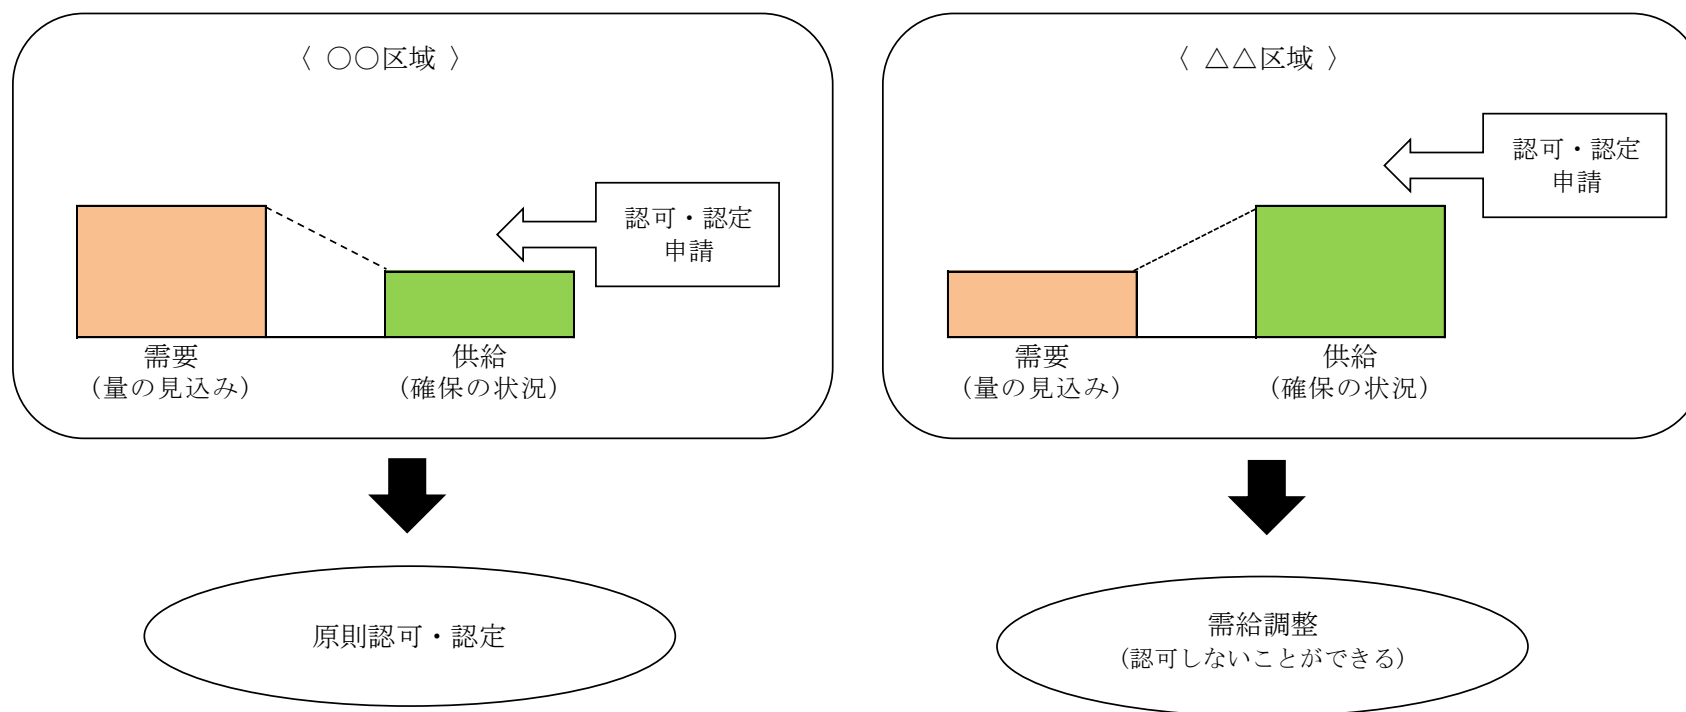 〈 ○○区域 〉
認可・認定
申請
需要
（量の見込み）
供給
（確保の状況）
原則認可・認定
〈 △△区域 〉
認可・認定
申請
需要
（量の見込み）
供給
（確保の状況）
需給調整
（認可しないことができる）